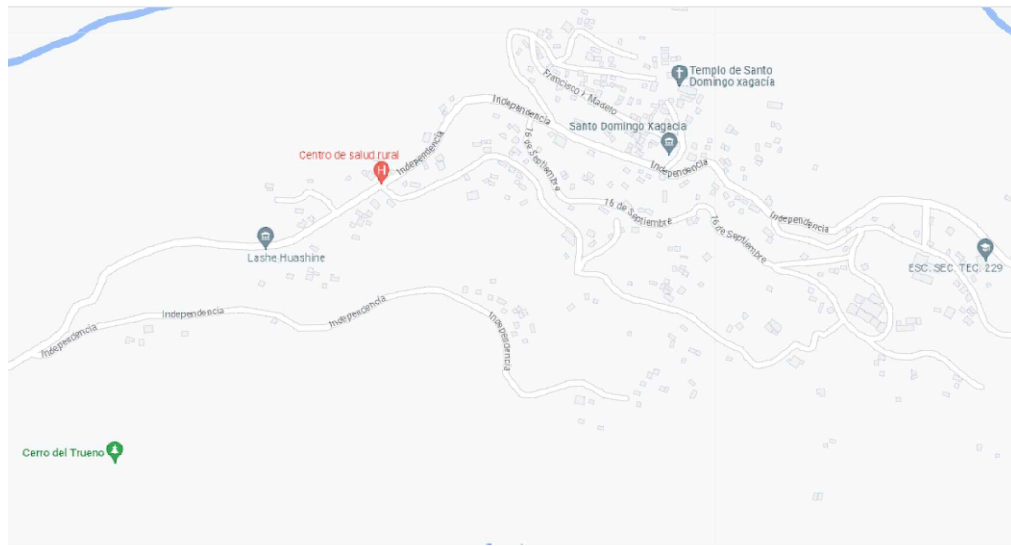 Templo de Santo
Domingo xagacía
Francisco I. Madero
Independencia
Santo Domingo Xagacía
16 de Septiembre
Independencia
Centro de salud rural
Independencia
16 de Septiembre
16 de Septiembre
Independencia
Lashe Huashine
ESC. SEC. TEC. 229
Independencia
Independencia
Independencia
Independencia
Cerro del Trueno